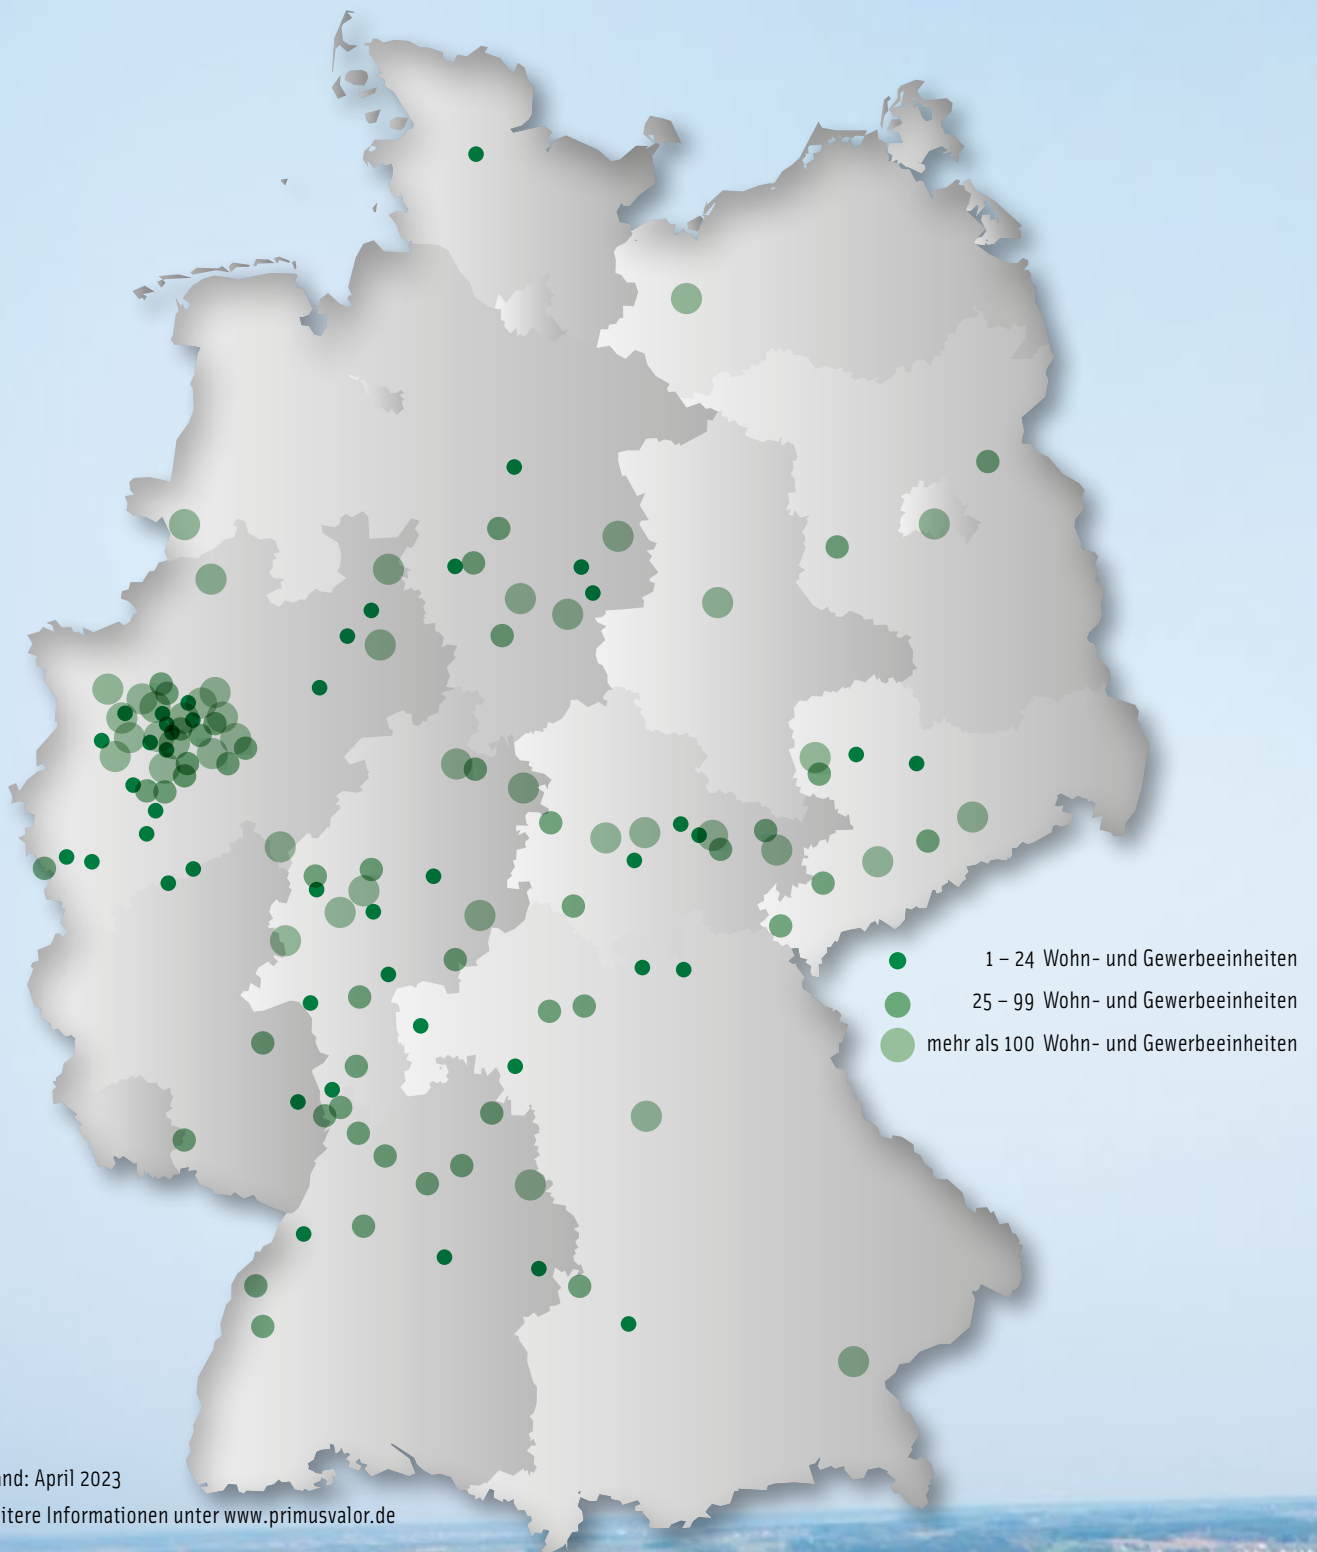 1 – 24 Wohn- und Gewerbeeinheiten
25 – 99 Wohn- und Gewerbeeinheiten
mehr als 100 Wohn- und Gewerbeeinheiten
and: April 2023
itere Informationen unter www.primusvalor.de